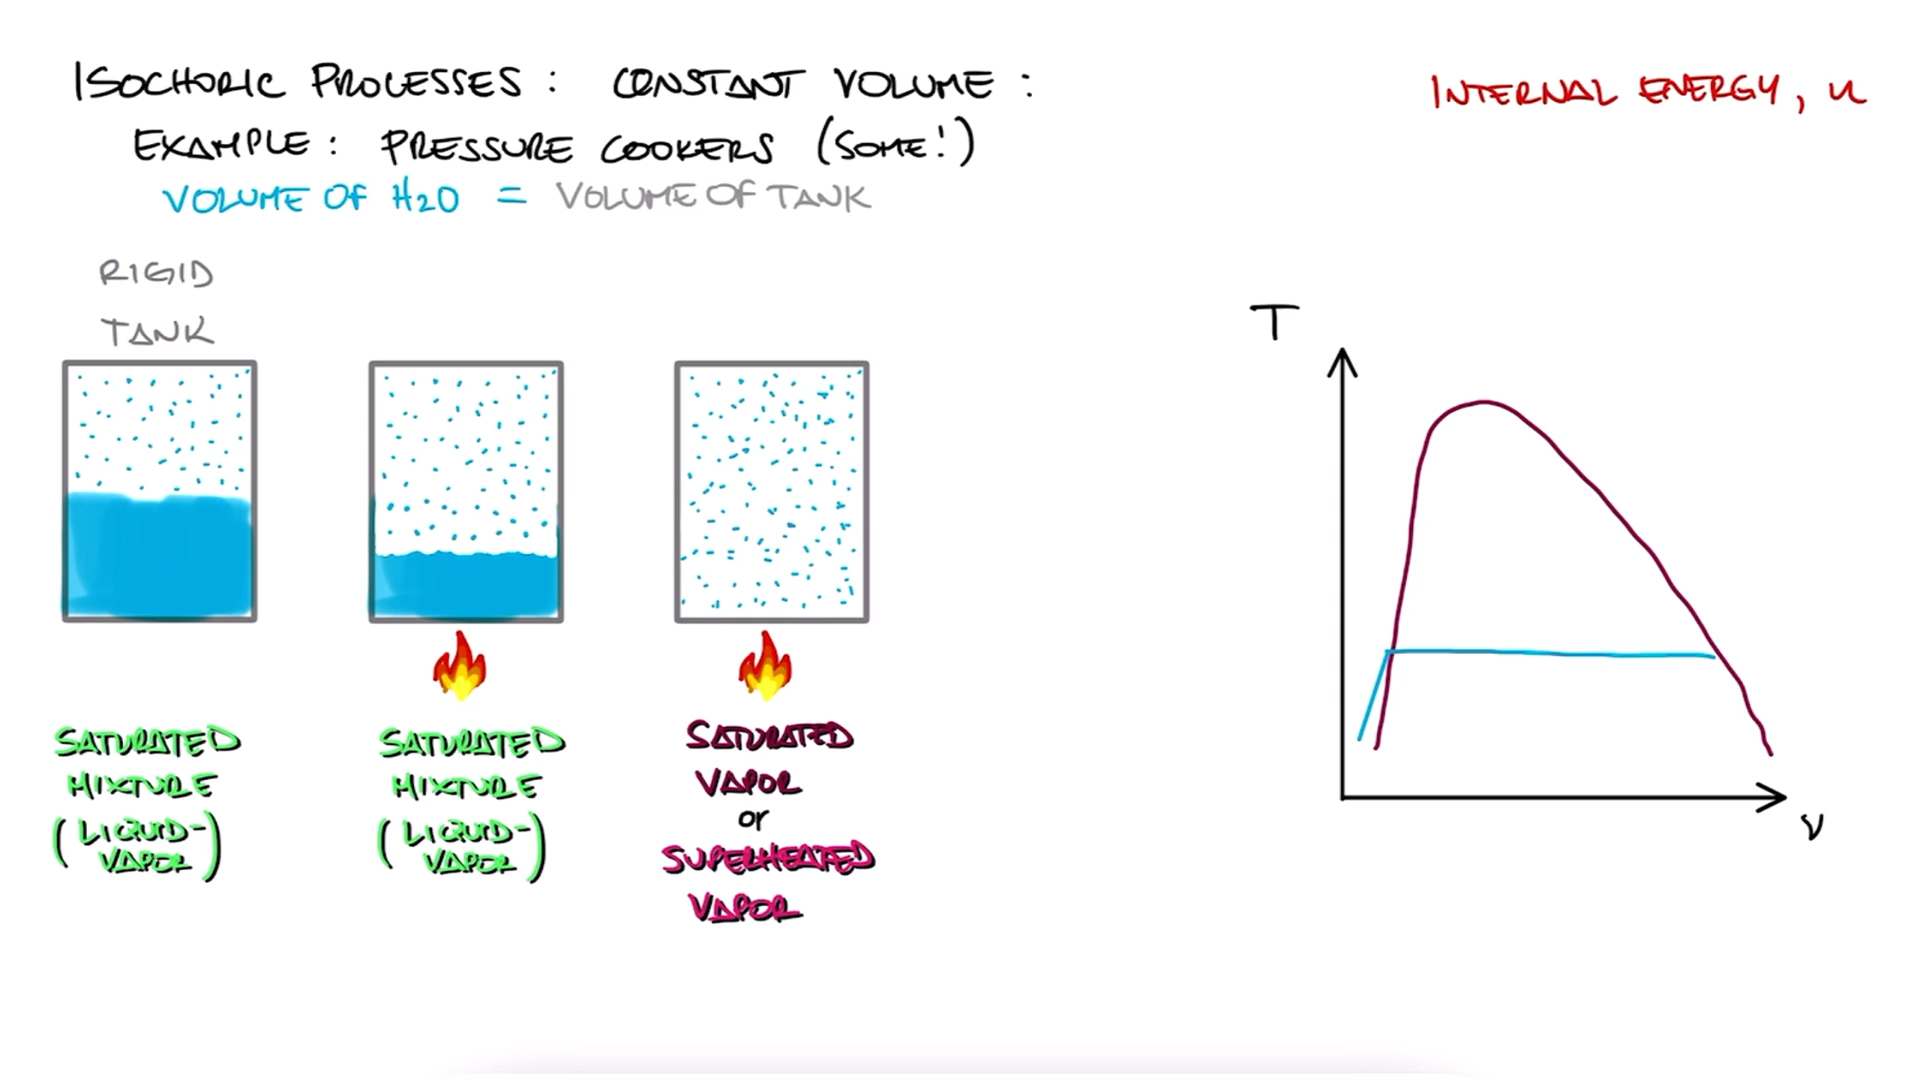 ISOCHORIC PROCESSES : CONSTANT VOLUME :
EXAMPLE : PRESSURE COOKERS (SOME!)
VOLUME OF H2O = VOLUME OF TANK
INTERNAL ENERGY, u
RIGID
TANK
SATURATED
MIXTURE
(LIQUID-
VAPOR)
SATURATED
MIXTURE
(LIQUID-
VAPOR)
SATURATED
VAPOR
or
SUPERHEATED
VAPOR
T
ν